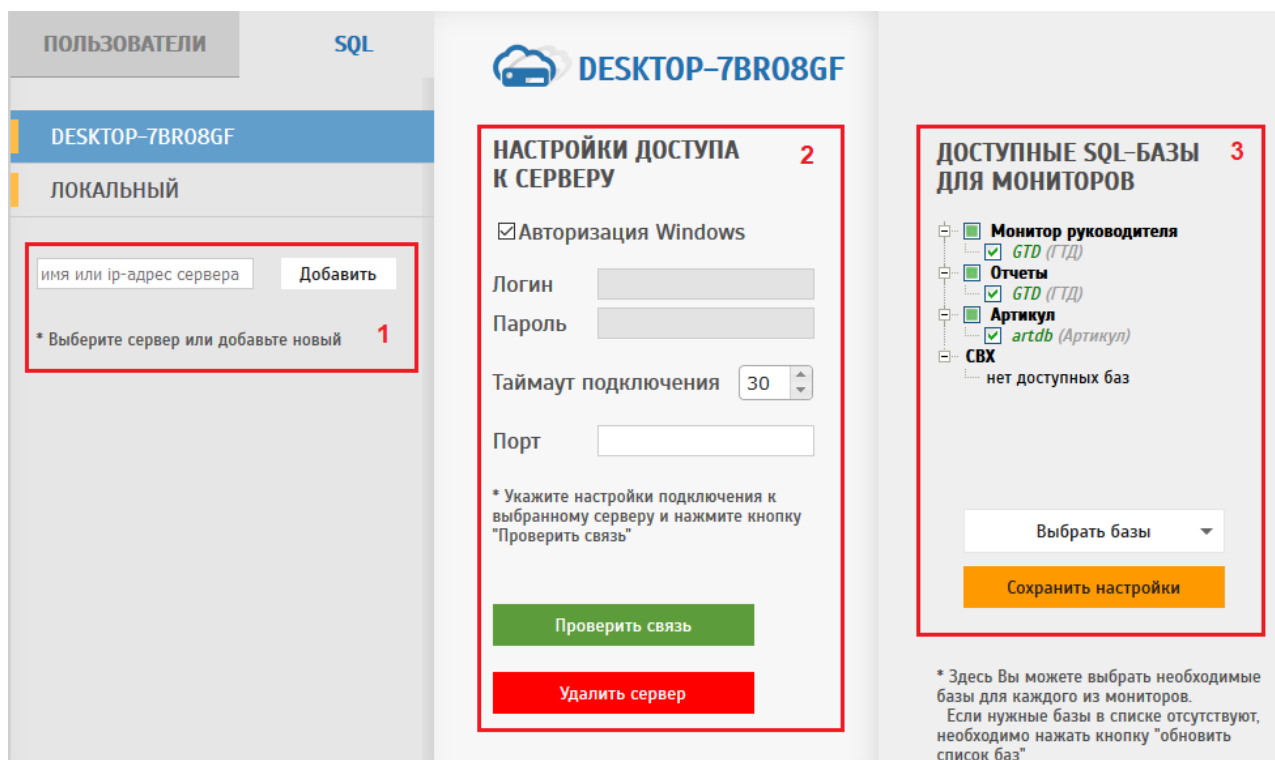 ПОЛЬЗОВАТЕЛИ
SQL
DESKTOP-7BRO8GF
ЛОКАЛЬНЫЙ
имя или ip-адрес сервера
Добавить
* Выберите сервер или добавьте новый
1
DESKTOP-7BRO8GF
НАСТРОЙКИ ДОСТУПА
К СЕРВЕРУ
2
Авторизация Windows
Логин
Пароль
Таймаут подключения
30
Порт
* Укажите настройки подключения к
выбранному серверу и нажмите кнопку
"Проверить связь"
Проверить связь
Удалить сервер
ДОСТУПНЫЕ SQL-БАЗЫ
ДЛЯ МОНИТОРОВ
3
Монитор руководителя
GTD (ГТД)
Отчеты
GTD (ГТД)
Артикул
artdb (Артикул)
СВХ
нет доступных баз
Выбрать базы
Сохранить настройки
* Здесь Вы можете выбрать необходимые
базы для каждого из мониторов.
Если нужные базы в списке отсутствуют,
необходимо нажать кнопку "обновить
список баз"